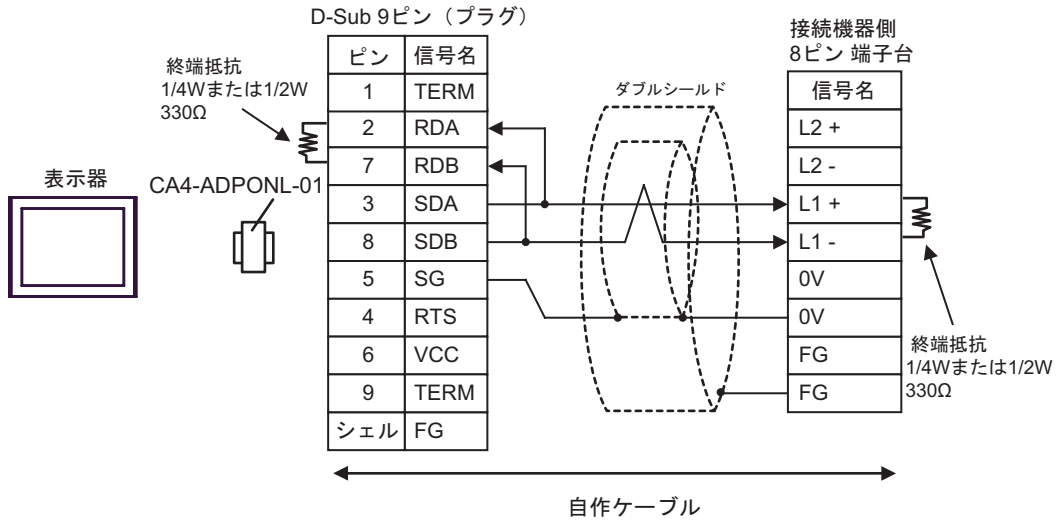 D-Sub 9ピン（プラグ）
ピン 信号名
1 TERM
2 RDA
7 RDB
3 SDA
8 SDB
5 SG
4 RTS
6 VCC
9 TERM
シェル FG
終端抵抗
1/4Wまたは1/2W
330Ω
表示器
CA4-ADPONL-01
ダブルシールド
接続機器側
8ピン 端子台
信号名
L2 +
L2 -
L1 +
L1 -
0V
0V
FG
FG
終端抵抗
1/4Wまたは1/2W
330Ω
自作ケーブル